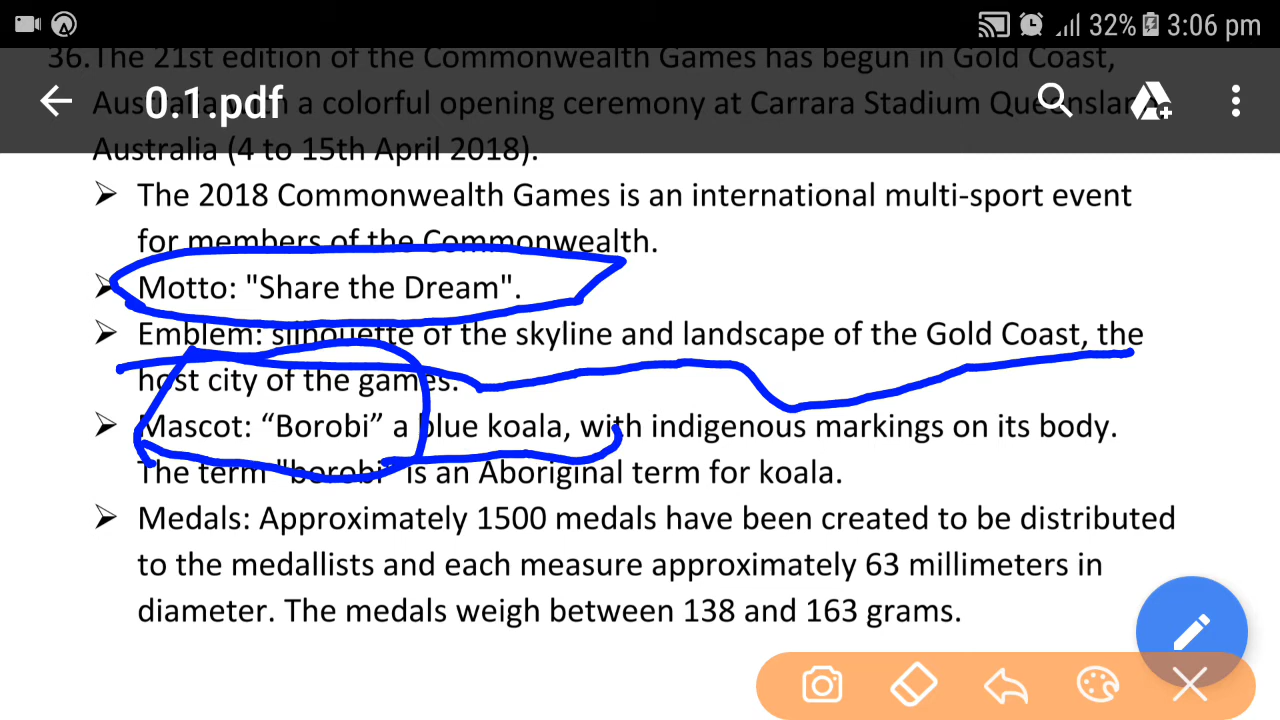 32% 3:06 pm
36. The 21st edition of the Commonwealth Games has begun in Gold Coast,
0.1.pdf
Australia with a colorful opening ceremony at Carrara Stadium Queensland
Australia (4 to 15th April 2018).
➢ The 2018 Commonwealth Games is an international multi-sport event
for members of the Commonwealth.
➢ Motto: "Share the Dream".
➢ Emblem: silhouette of the skyline and landscape of the Gold Coast, the
host city of the games.
➢ Mascot: “Borobi” a blue koala, with indigenous markings on its body.
The term "borobi" is an Aboriginal term for koala.
➢ Medals: Approximately 1500 medals have been created to be distributed
to the medallists and each measure approximately 63 millimeters in
diameter. The medals weigh between 138 and 163 grams.